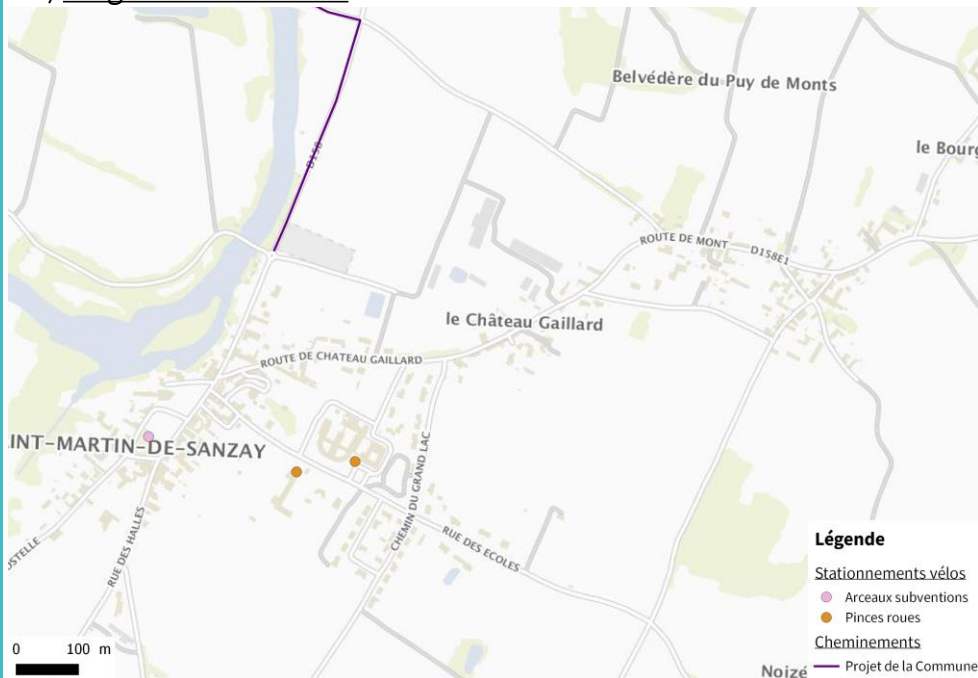 Belvédère du Puy de Monts
le Bourg
D158
ROUTE DE MONT
D158E1
le Château Gaillard
ROUTE DE CHATEAU GAILLARD
INT-MARTIN-DE-SANZAY
CHEMIN DU GRAND LAC
RUE DES HALLES
OSTELLE
RUE DES ECOLES
Noizé
0 100 m
Légende
Stationnements vélos
Arceaux subventions
Pinces roues
Cheminements
Projet de la Commune